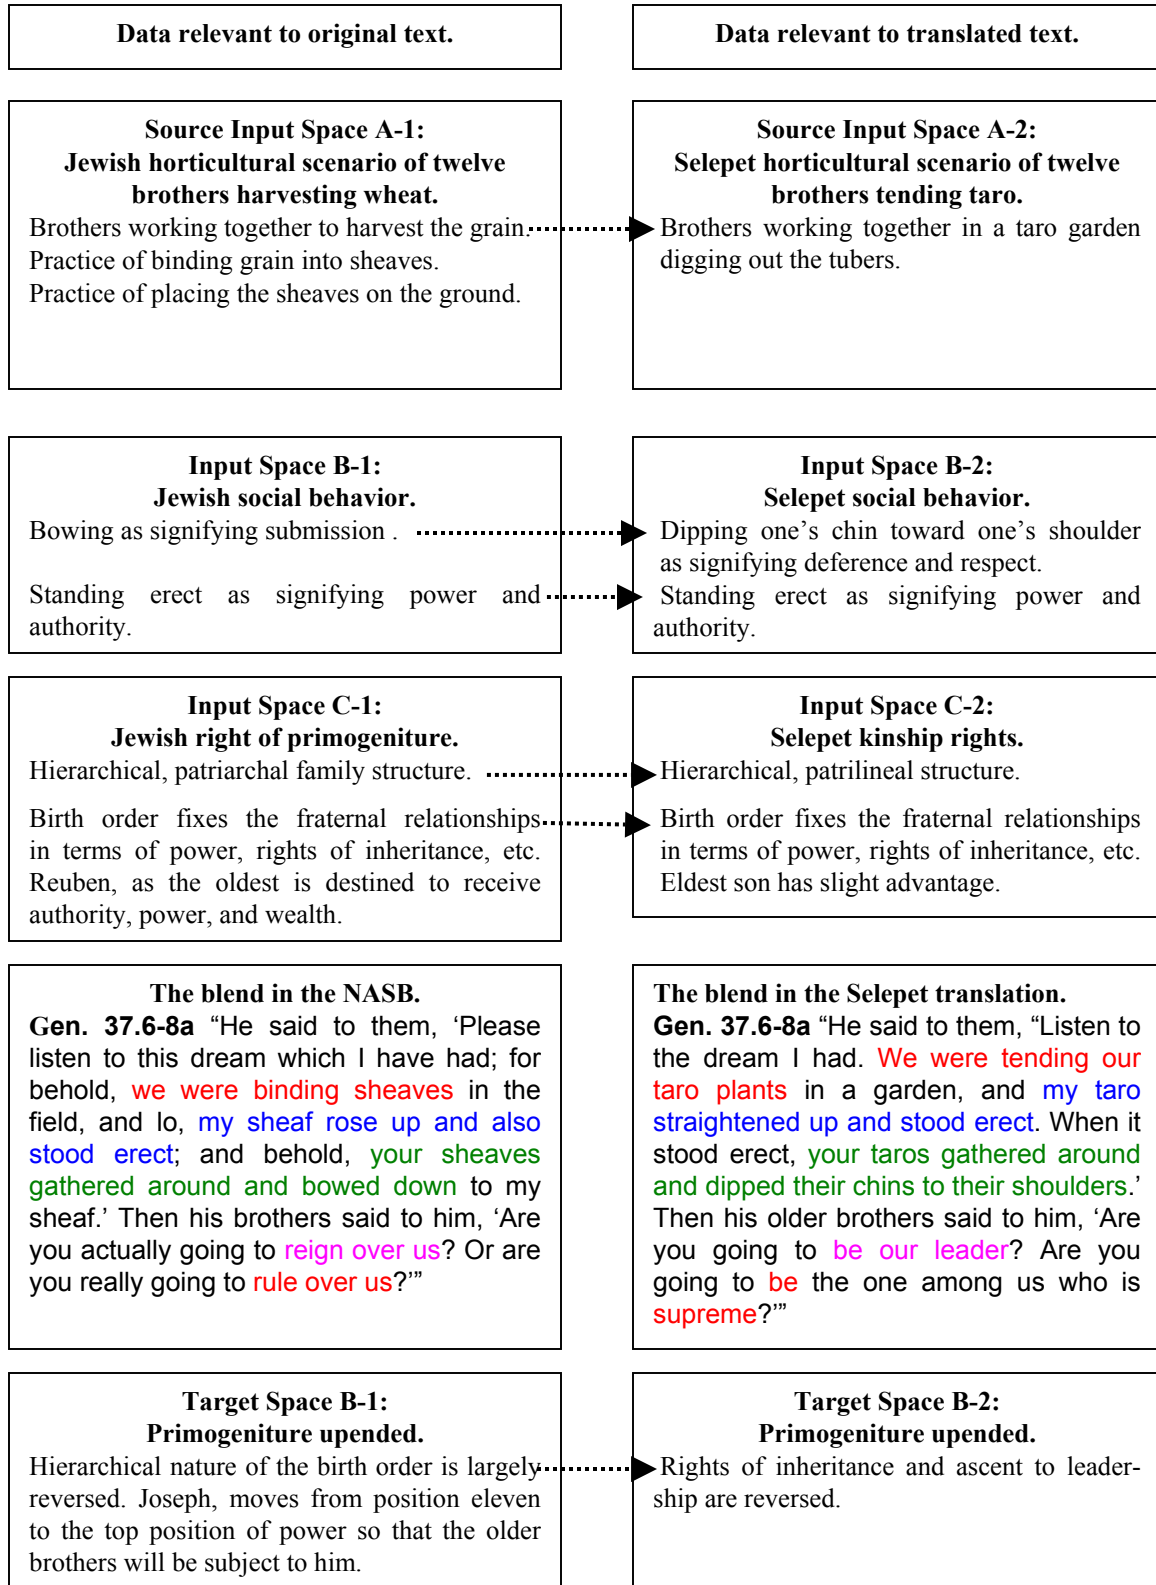 Data relevant to original text.
Data relevant to translated text.
Source Input Space A-1:
Jewish horticultural scenario of twelve
brothers harvesting wheat.
Brothers working together to harvest the grain.
Practice of binding grain into sheaves.
Practice of placing the sheaves on the ground.
Source Input Space A-2:
Selepet horticultural scenario of twelve
brothers tending taro.
Brothers working together in a taro garden
digging out the tubers.
Input Space B-1:
Jewish social behavior.
Bowing as signifying submission .
Standing erect as signifying power and
authority.
Input Space B-2:
Selepet social behavior.
Dipping one’s chin toward one’s shoulder
as signifying deference and respect.
Standing erect as signifying power and
authority.
Input Space C-1:
Jewish right of primogeniture.
Hierarchical, patriarchal family structure.
Birth order fixes the fraternal relationships
in terms of power, rights of inheritance, etc.
Reuben, as the oldest is destined to receive
authority, power, and wealth.
Input Space C-2:
Selepet kinship rights.
Hierarchical, patrilineal structure.
Birth order fixes the fraternal relationships
in terms of power, rights of inheritance, etc.
Eldest son has slight advantage.
The blend in the NASB.
Gen. 37.6-8a “He said to them, ‘Please
listen to this dream which I have had; for
behold, we were binding sheaves in the
field, and lo, my sheaf rose up and also
stood erect; and behold, your sheaves
gathered around and bowed down to my
sheaf.’ Then his brothers said to him, ‘Are
you actually going to reign over us? Or are
you really going to rule over us?’”
The blend in the Selepet translation.
Gen. 37.6-8a “He said to them, “Listen to
the dream I had. We were tending our
taro plants in a garden, and my taro
straightened up and stood erect. When it
stood erect, your taros gathered around
and dipped their chins to their shoulders.’
Then his older brothers said to him, ‘Are
you going to be our leader? Are you
going to be the one among us who is
supreme?’”
Target Space B-1:
Primogeniture upended.
Hierarchical nature of the birth order is largely
reversed. Joseph, moves from position eleven
to the top position of power so that the older
brothers will be subject to him.
Target Space B-2:
Primogeniture upended.
Rights of inheritance and ascent to leader-
ship are reversed.